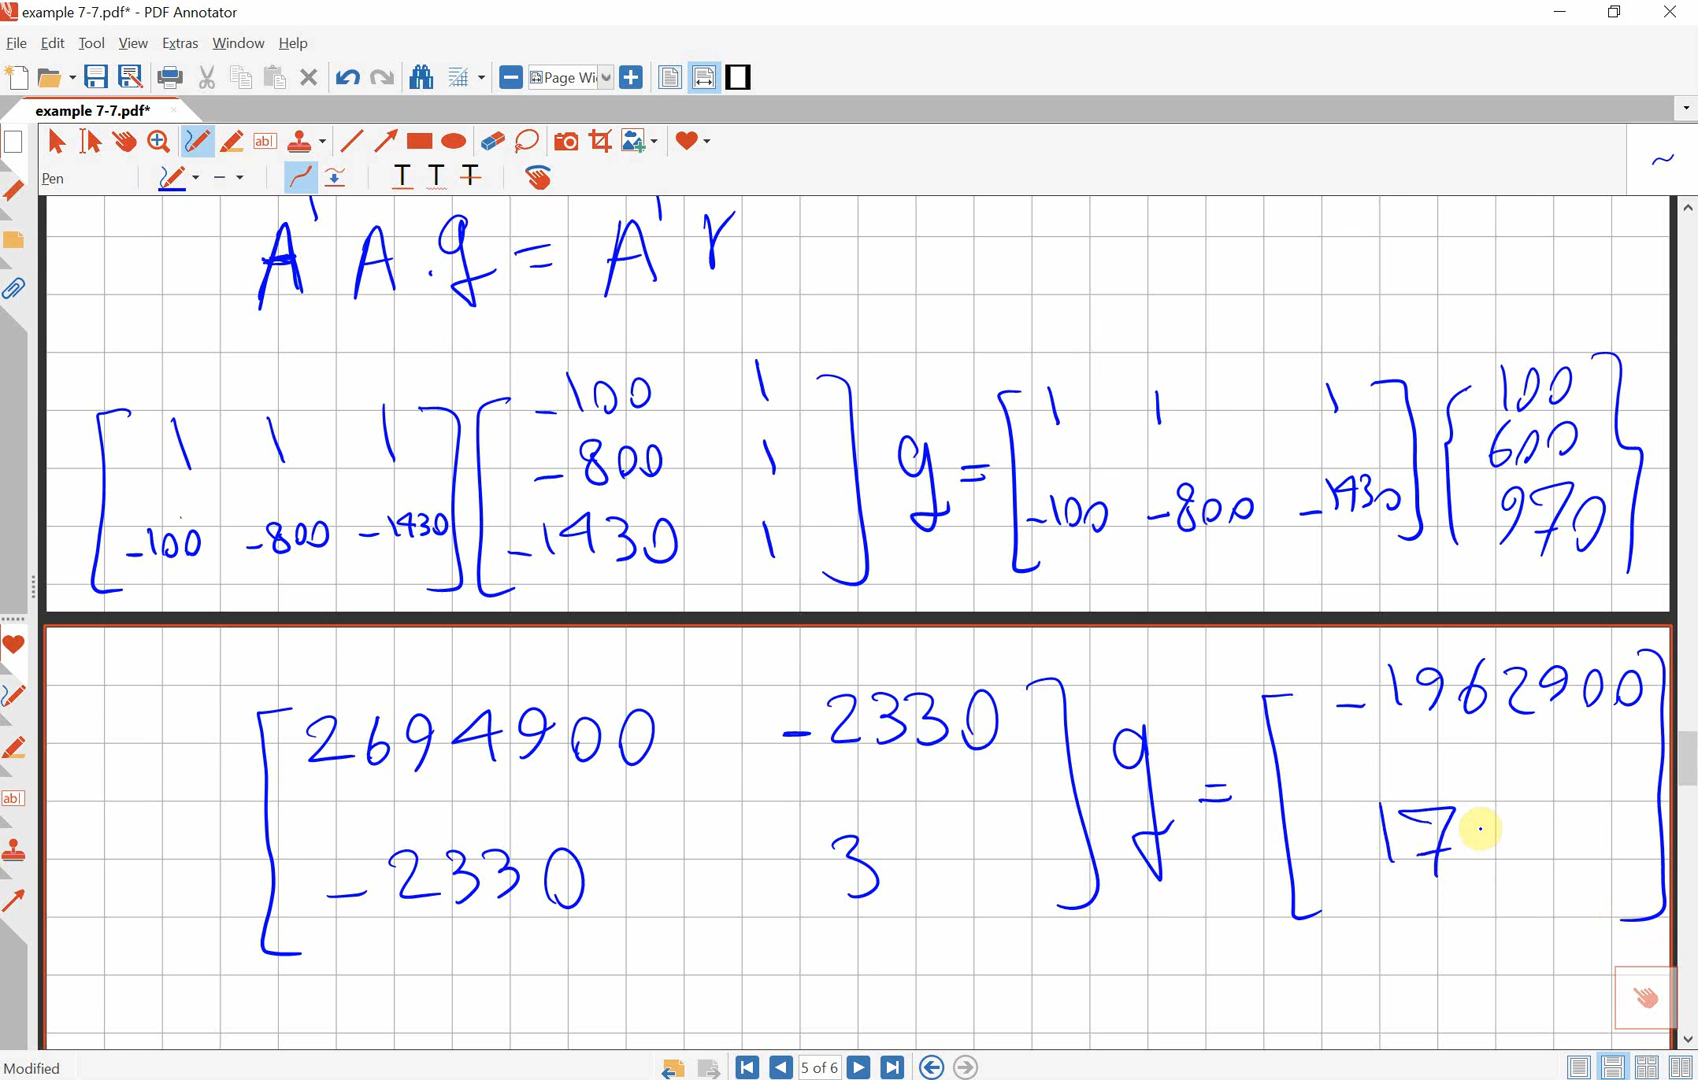 example 7-7.pdf* - PDF Annotator
File Edit Tool View Extras Window Help
Page Wi
example 7-7.pdf*
ab|
Pen
T T T
A' A . q = A' r
[ 1 1 1 ] [ -100 1 ] q = [ 1 1 1 ] { 100 }
-800 1 600
-100 -800 -1430 -1430 1 -100 -800 -1430 970
[ 2694900 -2330 ] q = [ -1962900 ]
-2330 3 17
ab|
Modified 5 of 6